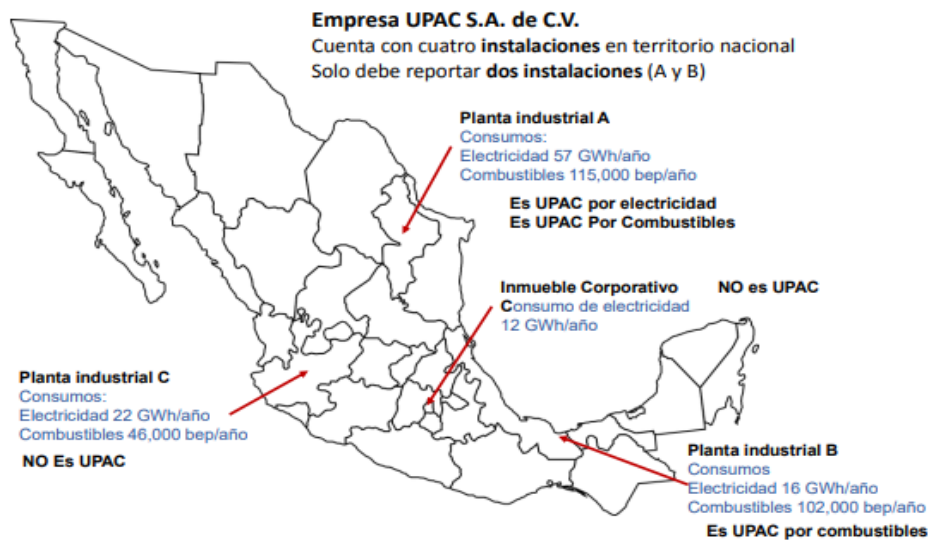 Empresa UPAC S.A. de C.V.
Cuenta con cuatro instalaciones en territorio nacional
Solo debe reportar dos instalaciones (A y B)
Planta industrial A
Consumos:
Electricidad 57 GWh/año
Combustibles 115,000 bep/año
Es UPAC por electricidad
Es UPAC Por Combustibles
Inmueble Corporativo
Consumo de electricidad
12 GWh/año
NO es UPAC
Planta industrial C
Consumos:
Electricidad 22 GWh/año
Combustibles 46,000 bep/año
NO Es UPAC
Planta industrial B
Consumos
Electricidad 16 GWh/año
Combustibles 102,000 bep/año
Es UPAC por combustibles